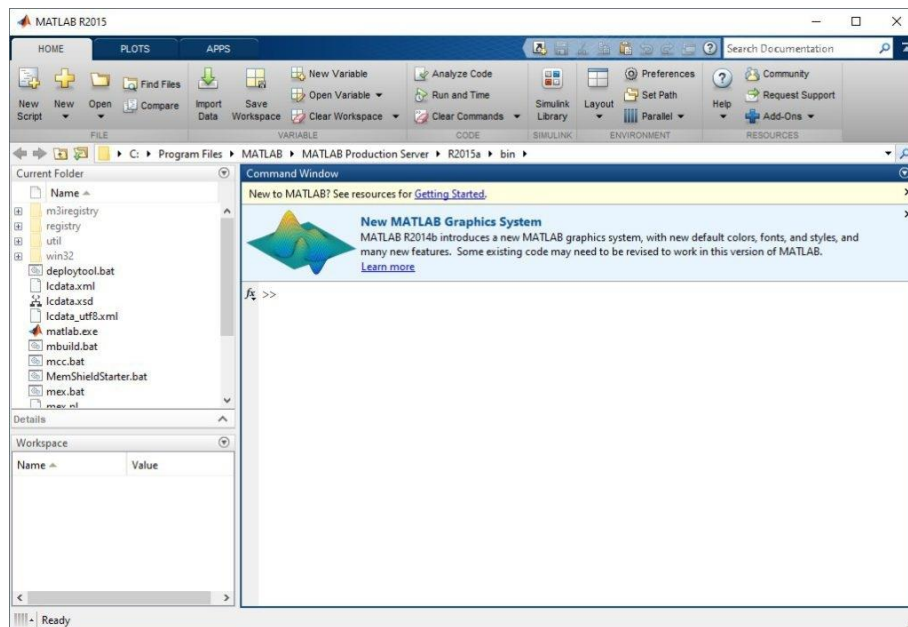 MATLAB R2015
HOME PLOTS APPS
Search Documentation
New Script
New
Open
Find Files
Compare
Import Data
Save Workspace
New Variable
Open Variable
Clear Workspace
Analyze Code
Run and Time
Clear Commands
Simulink Library
Layout
Preferences
Set Path
Parallel
Help
Community
Request Support
Add-Ons
FILE VARIABLE CODE SIMULINK ENVIRONMENT RESOURCES
C: Program Files MATLAB MATLAB Production Server R2015a bin
Current Folder
Name
m3iregistry
registry
util
win32
deploytool.bat
lcdata.xml
lcdata.xsd
lcdata_utf8.xml
matlab.exe
mbuild.bat
mcc.bat
MemShieldStarter.bat
mex.bat
mex.pl
Details
Workspace
Name Value
Command Window
New to MATLAB? See resources for Getting Started.
New MATLAB Graphics System
MATLAB R2014b introduces a new MATLAB graphics system, with new default colors, fonts, and styles, and
many new features. Some existing code may need to be revised to work in this version of MATLAB.
Learn more
fx >>
Ready